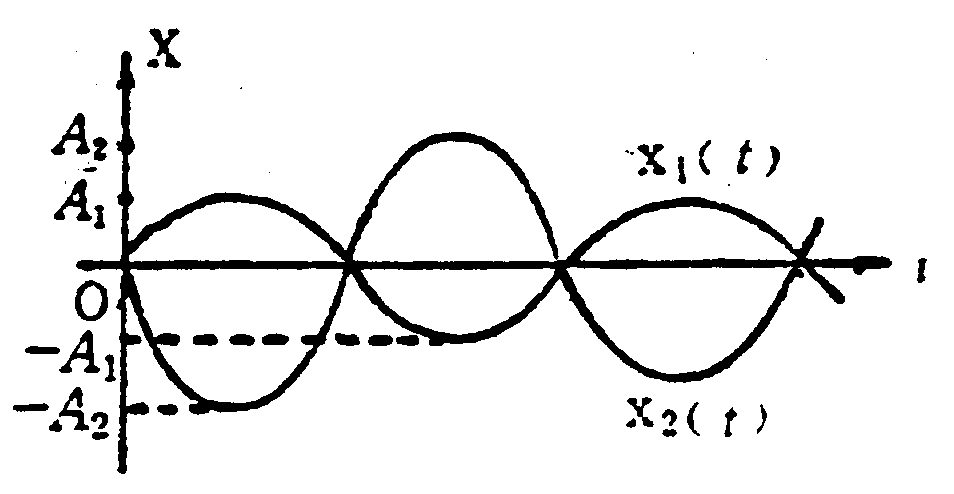 X
A₂
A₁
X₁(t)
O
t
−A₁
−A₂
X₂(t)